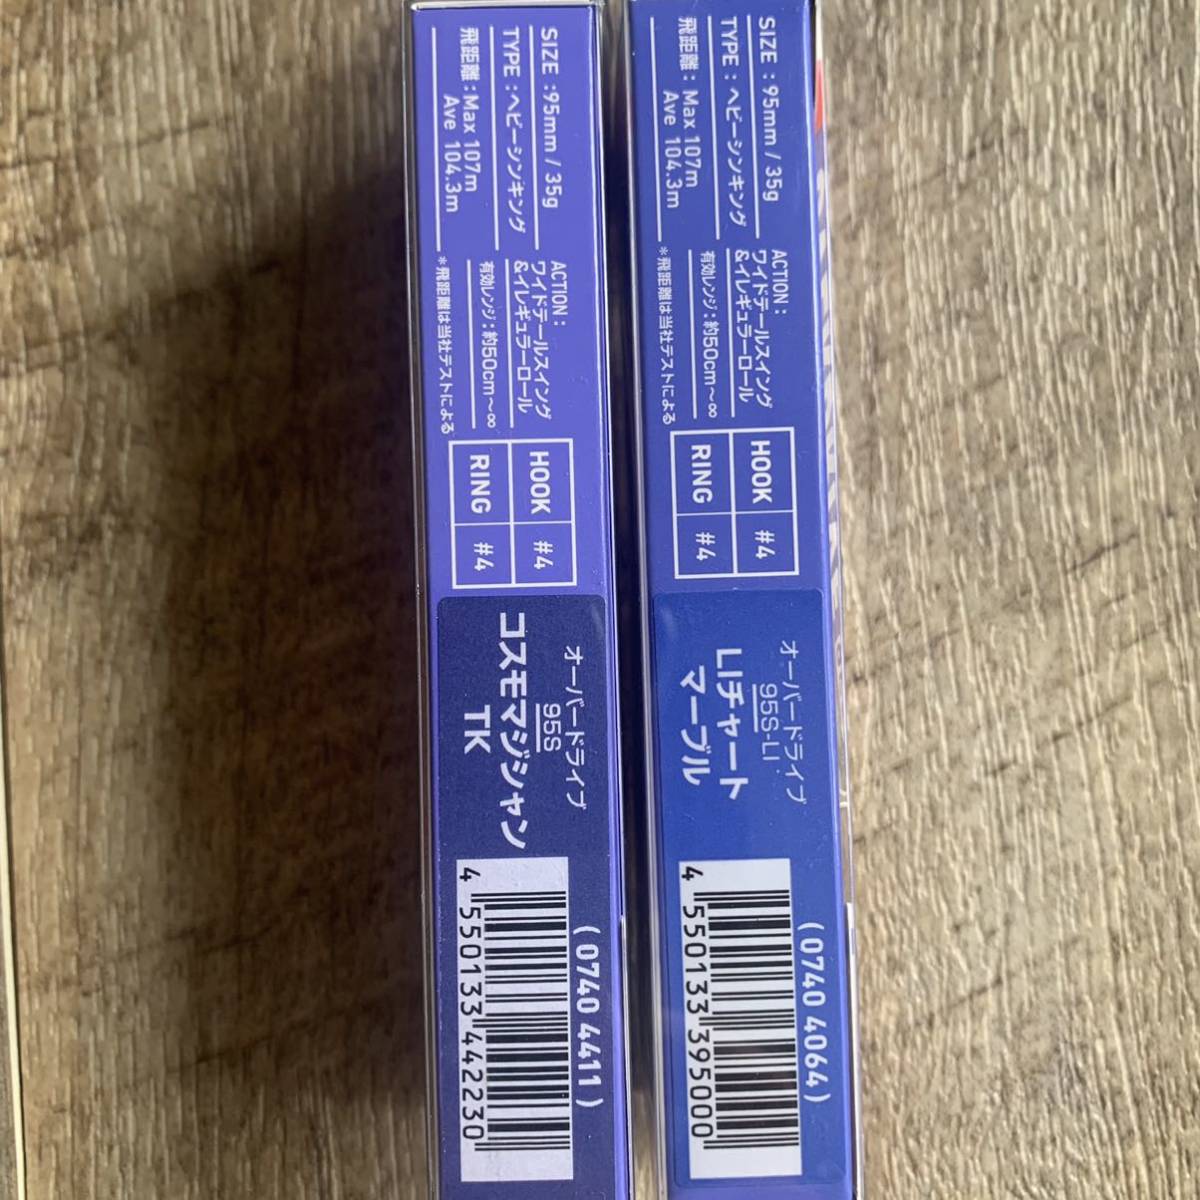 SIZE:95mm / 35g
TYPE:ヘビーシンキング
飛距離:Max 107m
Ave 104.3m
ACTION:
ワイドテールスイング
&イレギュラーロール
有効レンジ:約50cm～∞
*飛距離は当社テストによる
HOOK #4
RING #4
オーバードライブ
95S-LI
LIチャート
マーブル
(0740 4064)
4 550133 395000
SIZE:95mm / 35g
TYPE:ヘビーシンキング
飛距離:Max 107m
Ave 104.3m
ACTION:
ワイドテールスイング
&イレギュラーロール
有効レンジ:約50cm～∞
*飛距離は当社テストによる
HOOK #4
RING #4
オーバードライブ
95S
コスモマジシャン
TK
(0740 4411)
4 550133 442230